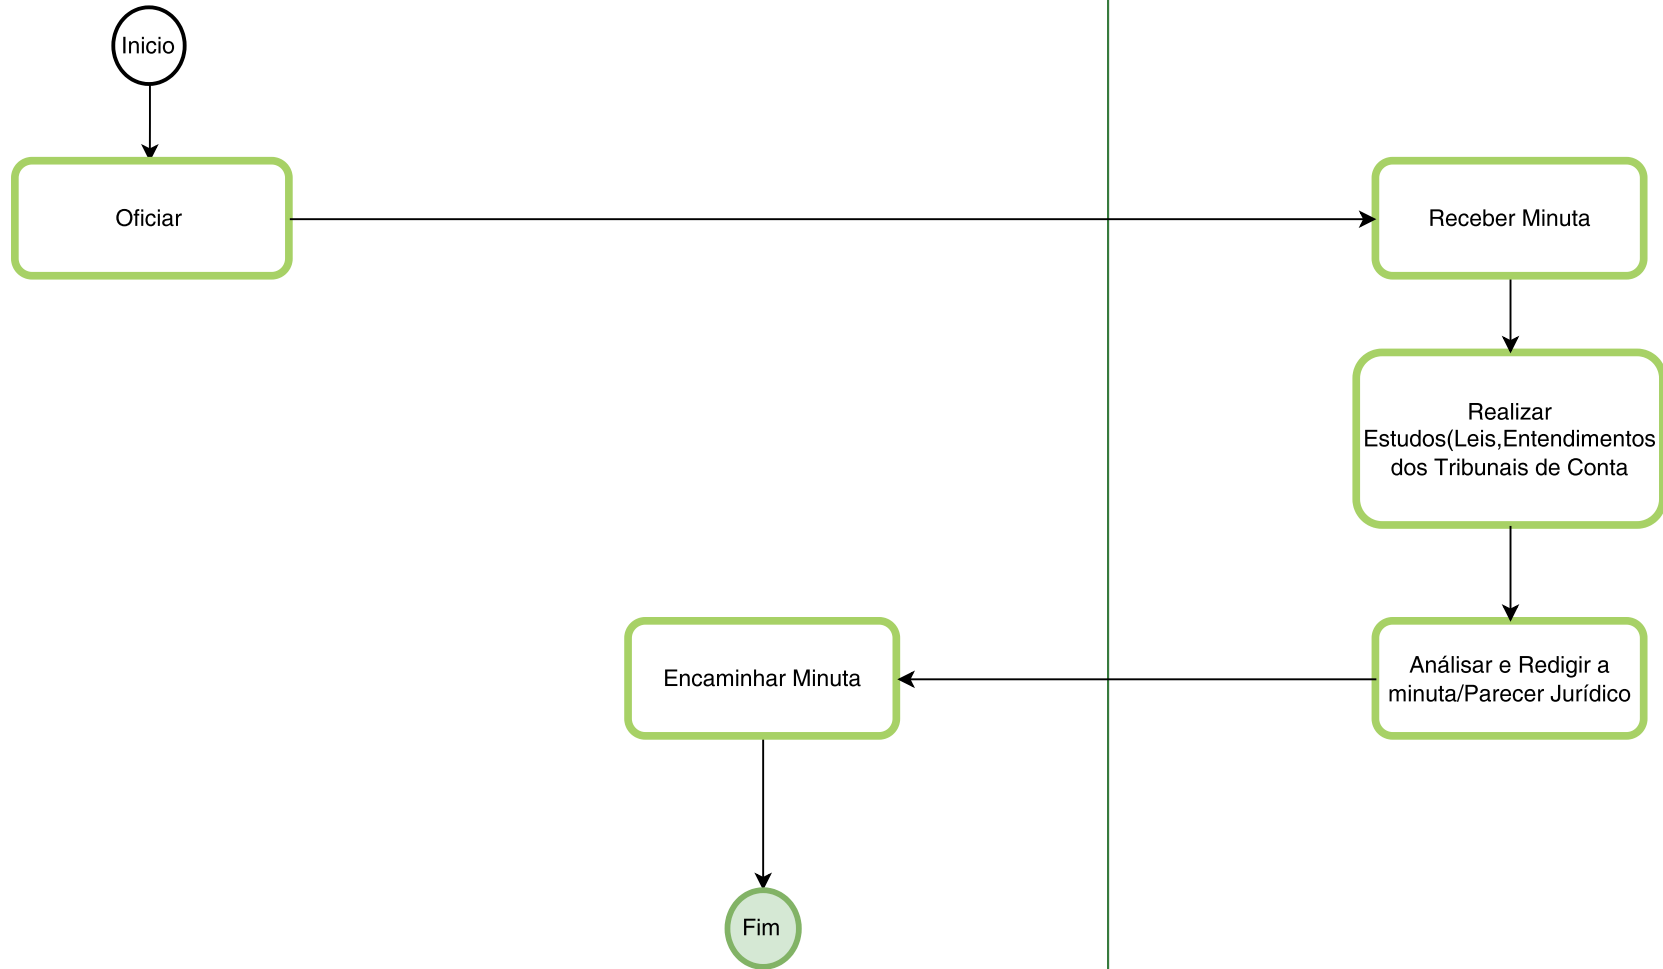 Inicio
Oficiar
Receber Minuta
Realizar
Estudos(Leis,Entendimentos
dos Tribunais de Conta
Encaminhar Minuta
Análisar e Redigir a
minuta/Parecer Jurídico
Fim